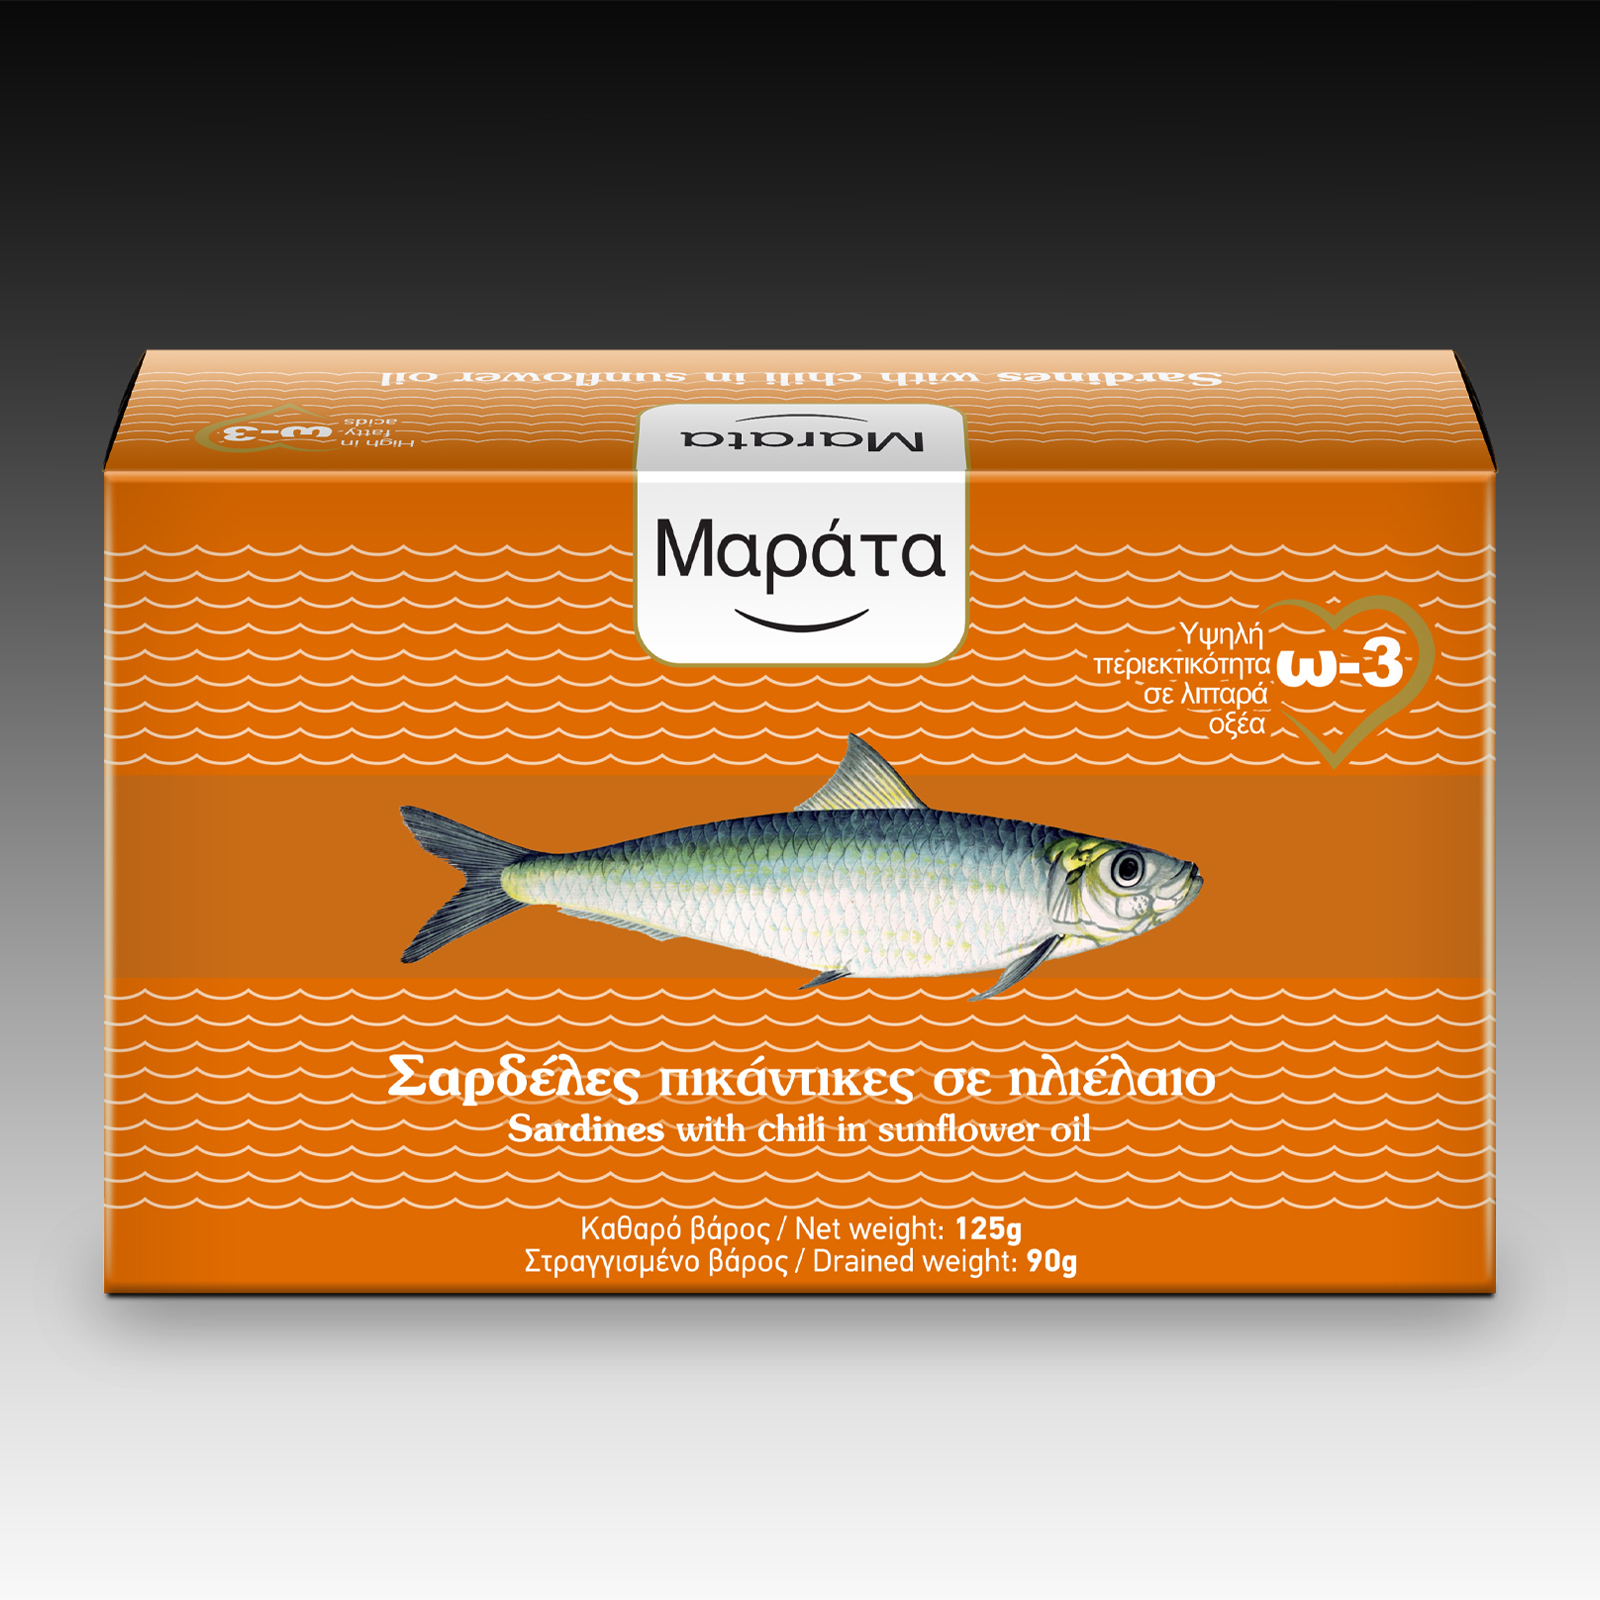 Sardines with chili in sunflower oil
High in
fatty
acids
ω-3
Marata
Μαράτα
Υψηλή
περιεκτικότητα
σε λιπαρά
οξέα
ω-3
Σαρδέλες πικάντικες σε ηλιέλαιο
Sardines with chili in sunflower oil
Καθαρό βάρος / Net weight: 125g
Στραγγισμένο βάρος / Drained weight: 90g